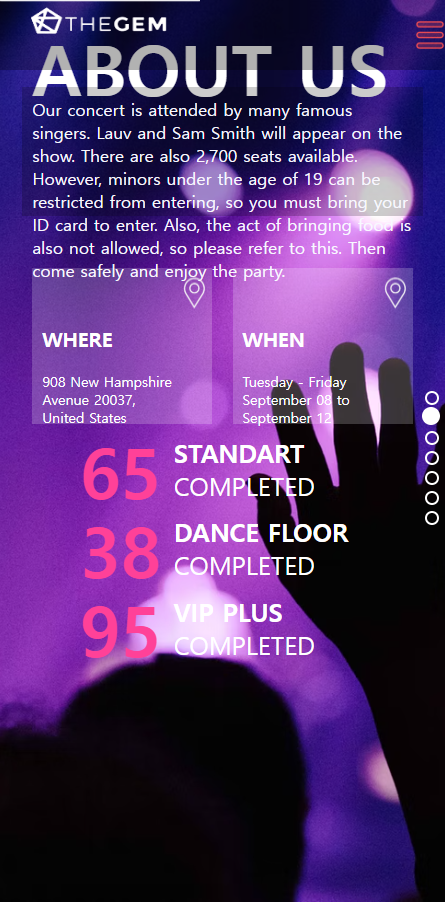 THEGEM
ABOUT US
Our concert is attended by many famous
singers. Lauv and Sam Smith will appear on the
show. There are also 2,700 seats available.
However, minors under the age of 19 can be
restricted from entering, so you must bring your
ID card to enter. Also, the act of bringing food is
also not allowed, so please refer to this. Then
come safely and enjoy the party.
WHERE
908 New Hampshire
Avenue 20037,
United States
WHEN
Tuesday - Friday
September 08 to
September 12
65 STANDART
COMPLETED
38 DANCE FLOOR
COMPLETED
95 VIP PLUS
COMPLETED